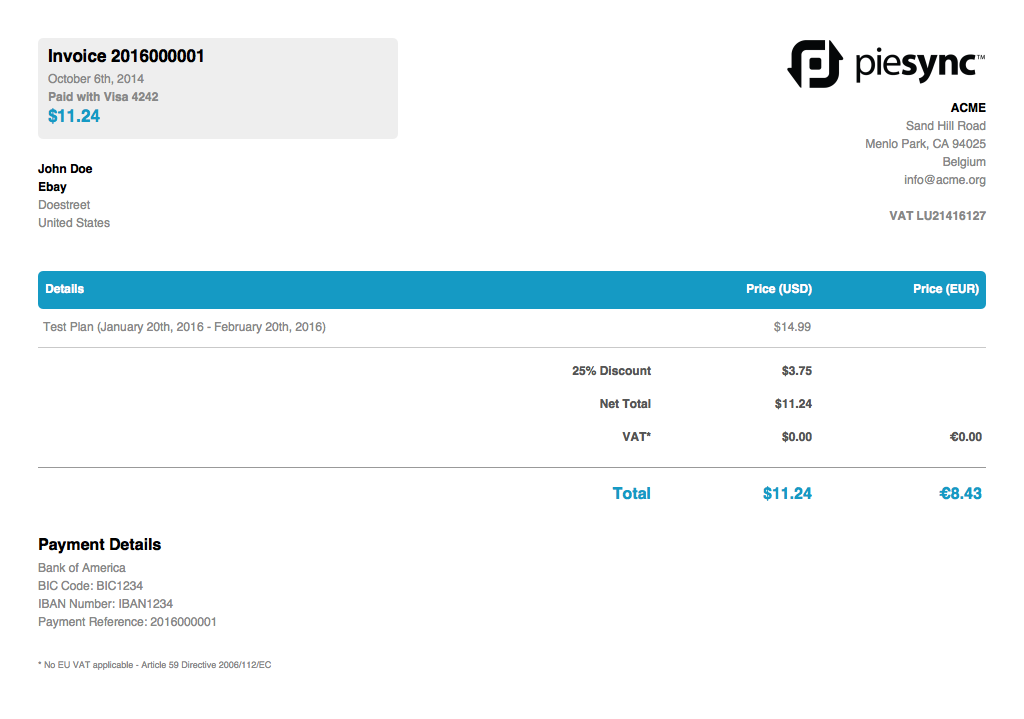 Invoice 2016000001
October 6th, 2014
Paid with Visa 4242
$11.24
piesync™
ACME
Sand Hill Road
Menlo Park, CA 94025
Belgium
info@acme.org
VAT LU21416127
John Doe
Ebay
Doestreet
United States
Details Price (USD) Price (EUR)
Test Plan (January 20th, 2016 - February 20th, 2016) $14.99
25% Discount $3.75
Net Total $11.24
VAT* $0.00 €0.00
Total $11.24 €8.43
Payment Details
Bank of America
BIC Code: BIC1234
IBAN Number: IBAN1234
Payment Reference: 2016000001
* No EU VAT applicable - Article 59 Directive 2006/112/EC